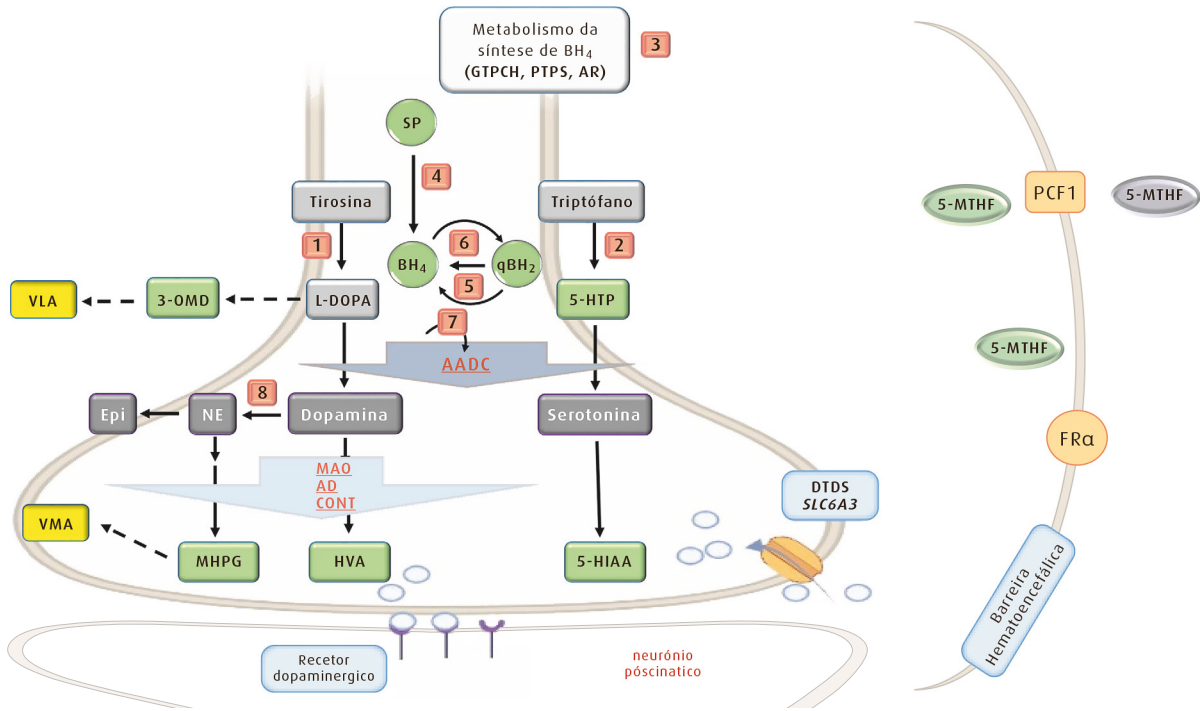 Metabolismo da
síntese de BH₄
(GTPCH, PTPS, AR)
3
SP
4
Tirosina
Triptófano
PCF1
5-MTHF
5-MTHF
1
6
2
BH₄
qBH₂
5
VLA
3-OMD
L-DOPA
5-HTP
7
5-MTHF
AADC
8
Epi
NE
Dopamina
Serotonina
FRα
MAO
AD
CONT
DTDS
SLC6A3
VMA
MHPG
HVA
5-HIAA
Barreira
Hematoencefálica
Recetor
dopaminergico
neurónio
póscinatico